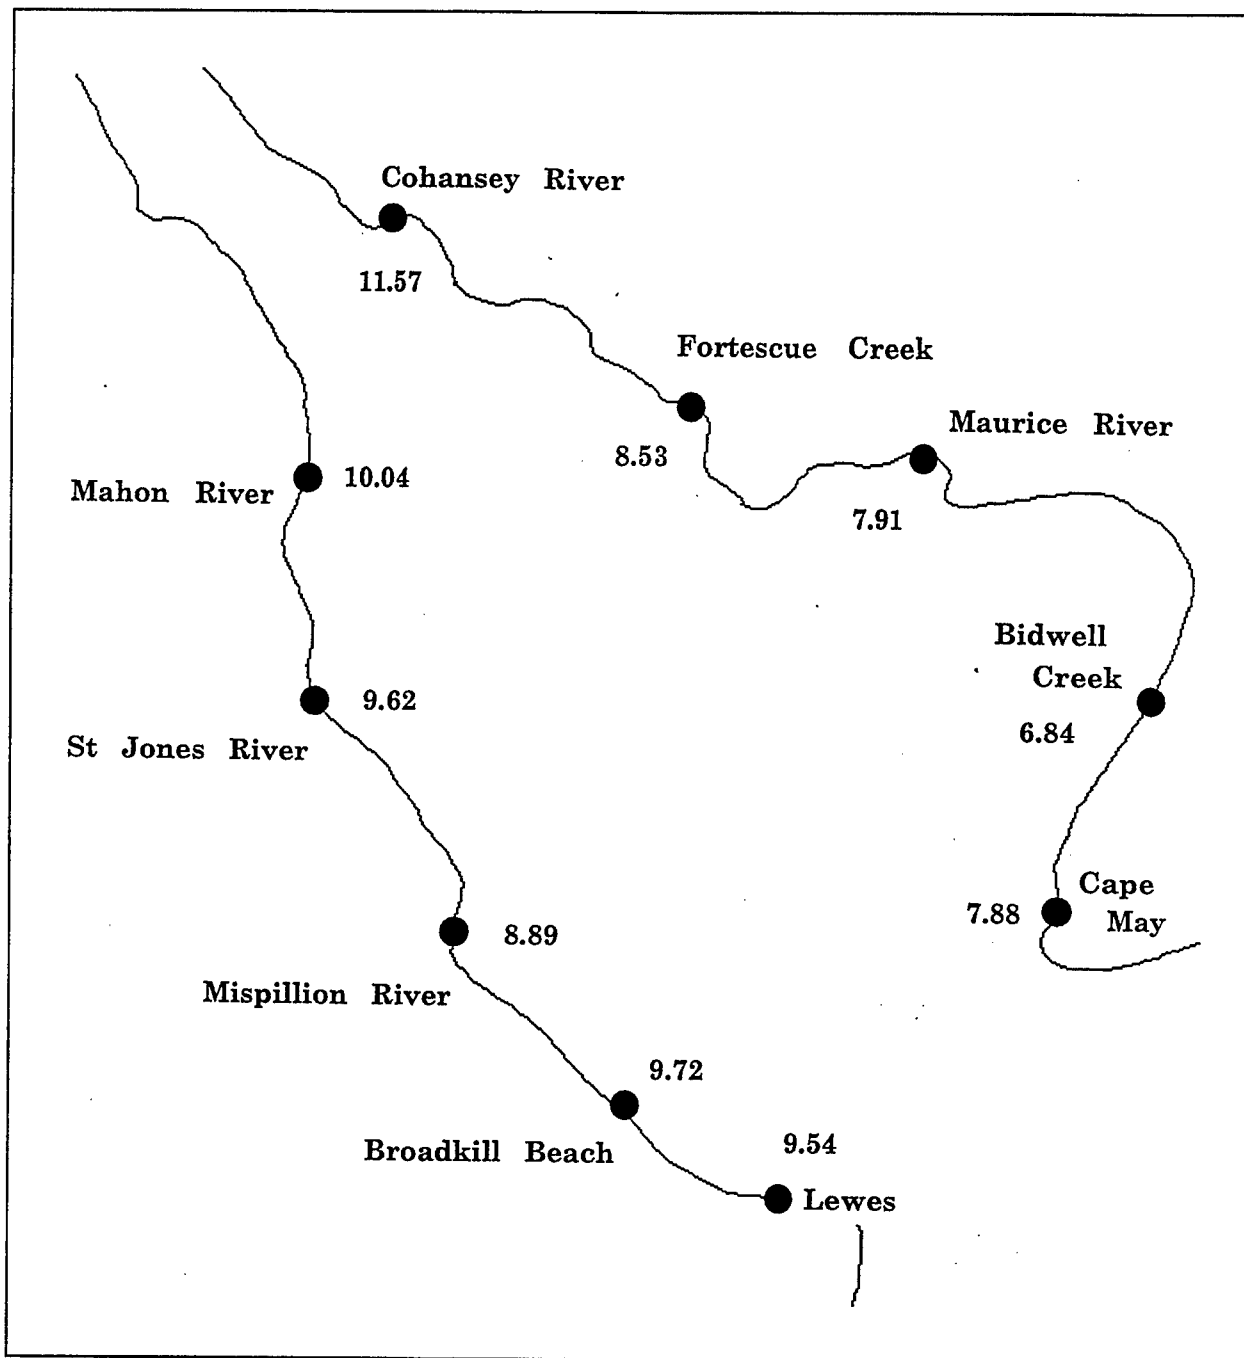 Cohansey River
11.57
Fortescue Creek
8.53
Maurice River
7.91
Mahon River
10.04
Bidwell
Creek
6.84
St Jones River
9.62
Cape
May
7.88
Mispillion River
8.89
Broadkill Beach
9.72
Lewes
9.54